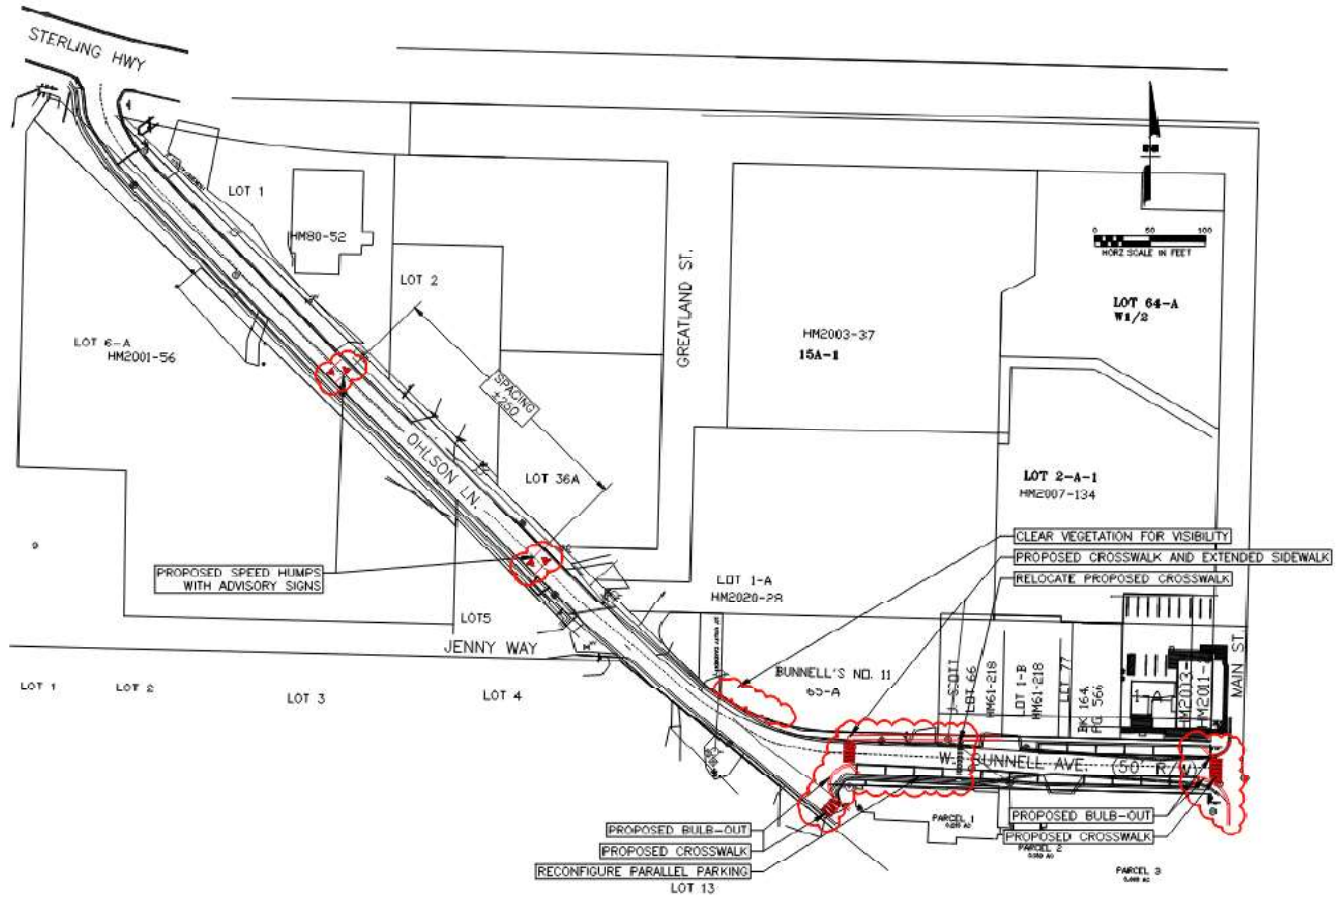 STERLING HWY
LOT 1
HM80-52
LOT 2
LOT 6-A
HM2001-56
SPACING
±250
OHLSON LN.
LOT 36A
GREATLAND ST.
HM2003-37
15A-1
0 50 100
HORZ SCALE IN FEET
LOT 64-A
W1/2
LOT 2-A-1
HM2007-134
CLEAR VEGETATION FOR VISIBILITY
PROPOSED CROSSWALK AND EXTENDED SIDEWALK
RELOCATE PROPOSED CROSSWALK
PROPOSED SPEED HUMPS
WITH ADVISORY SIGNS
LOT 1-A
LOT5
JENNY WAY
LOT 1
LOT 2
LOT 3
LOT 4
BUNNELL'S NO. 11
65-A
LOT 66
HM61-218
LOT 1-B
HM61-218
LOT 77
BK 164,
PG. 566
1-A
MAIN ST.
W. BUNNELL AVE. (50' R/W)
PROPOSED BULB-OUT
PROPOSED CROSSWALK
RECONFIGURE PARALLEL PARKING
LOT 13
PARCEL 1
PROPOSED BULB-OUT
PROPOSED CROSSWALK
PARCEL 2
PARCEL 3